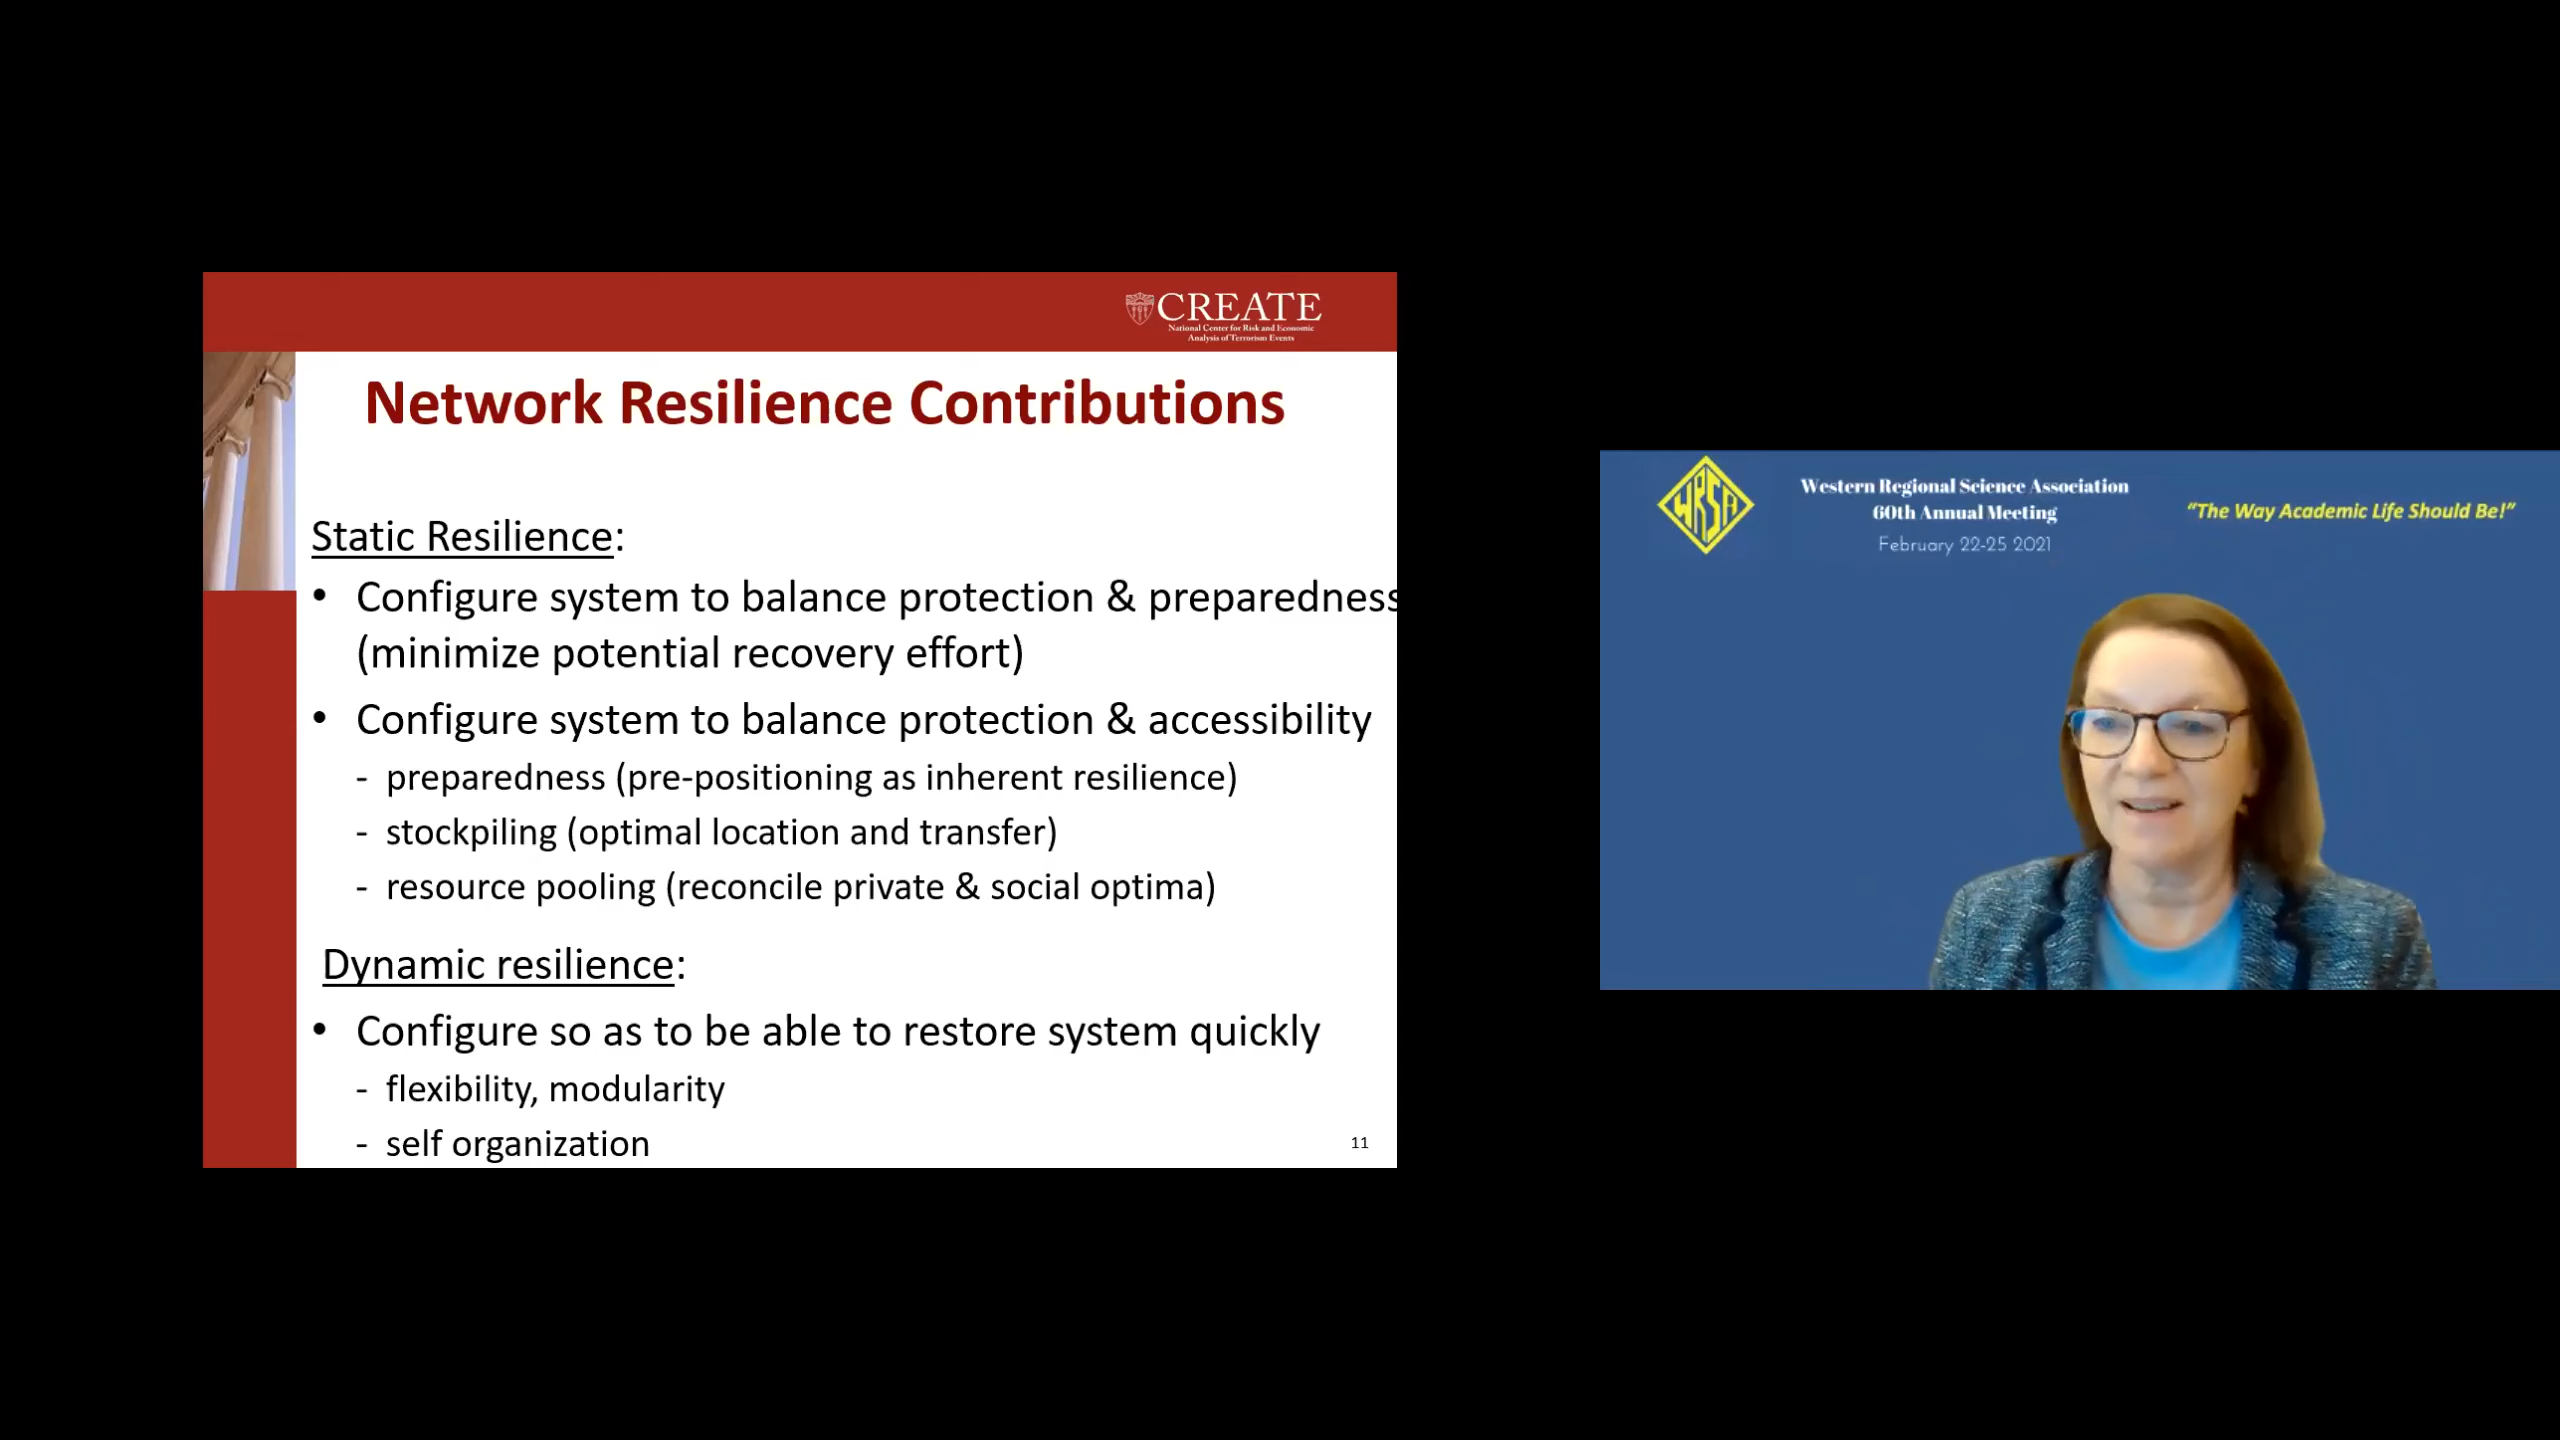 CREATE
National Center for Risk and Economic
Analysis of Terrorism Events
Network Resilience Contributions
Static Resilience:
• Configure system to balance protection & preparedness
(minimize potential recovery effort)
• Configure system to balance protection & accessibility
- preparedness (pre-positioning as inherent resilience)
- stockpiling (optimal location and transfer)
- resource pooling (reconcile private & social optima)
Dynamic resilience:
• Configure so as to be able to restore system quickly
- flexibility, modularity
- self organization
11
WRSA
Western Regional Science Association
60th Annual Meeting
February 22-25 2021
"The Way Academic Life Should Be!"